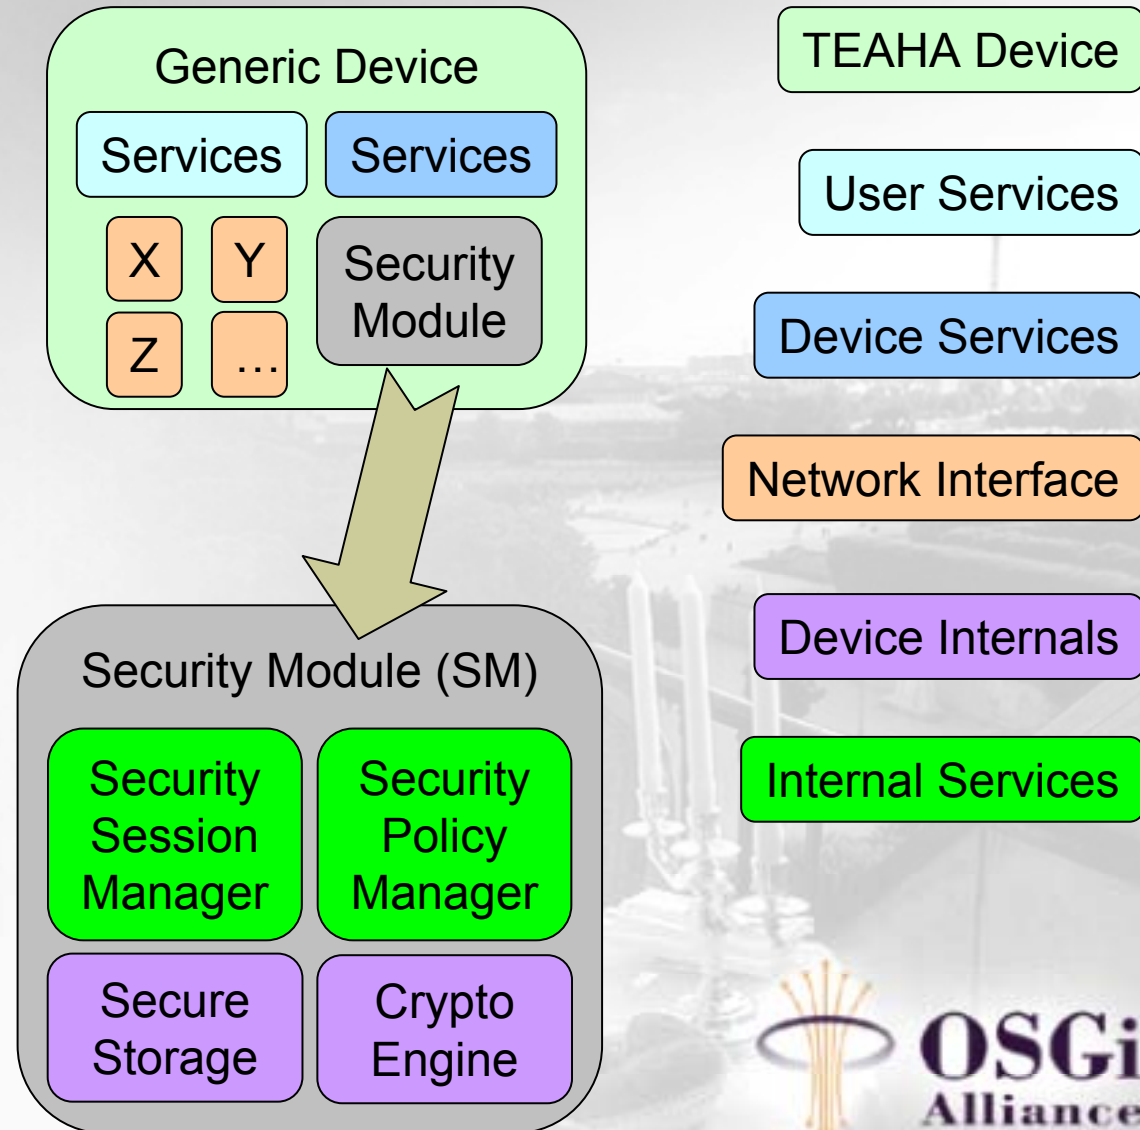 Generic Device
Services
Services
X
Y
Z
...
Security
Module
Security Module (SM)
Security
Session
Manager
Security
Policy
Manager
Secure
Storage
Crypto
Engine
TEAHA Device
User Services
Device Services
Network Interface
Device Internals
Internal Services
OSGi
Alliance